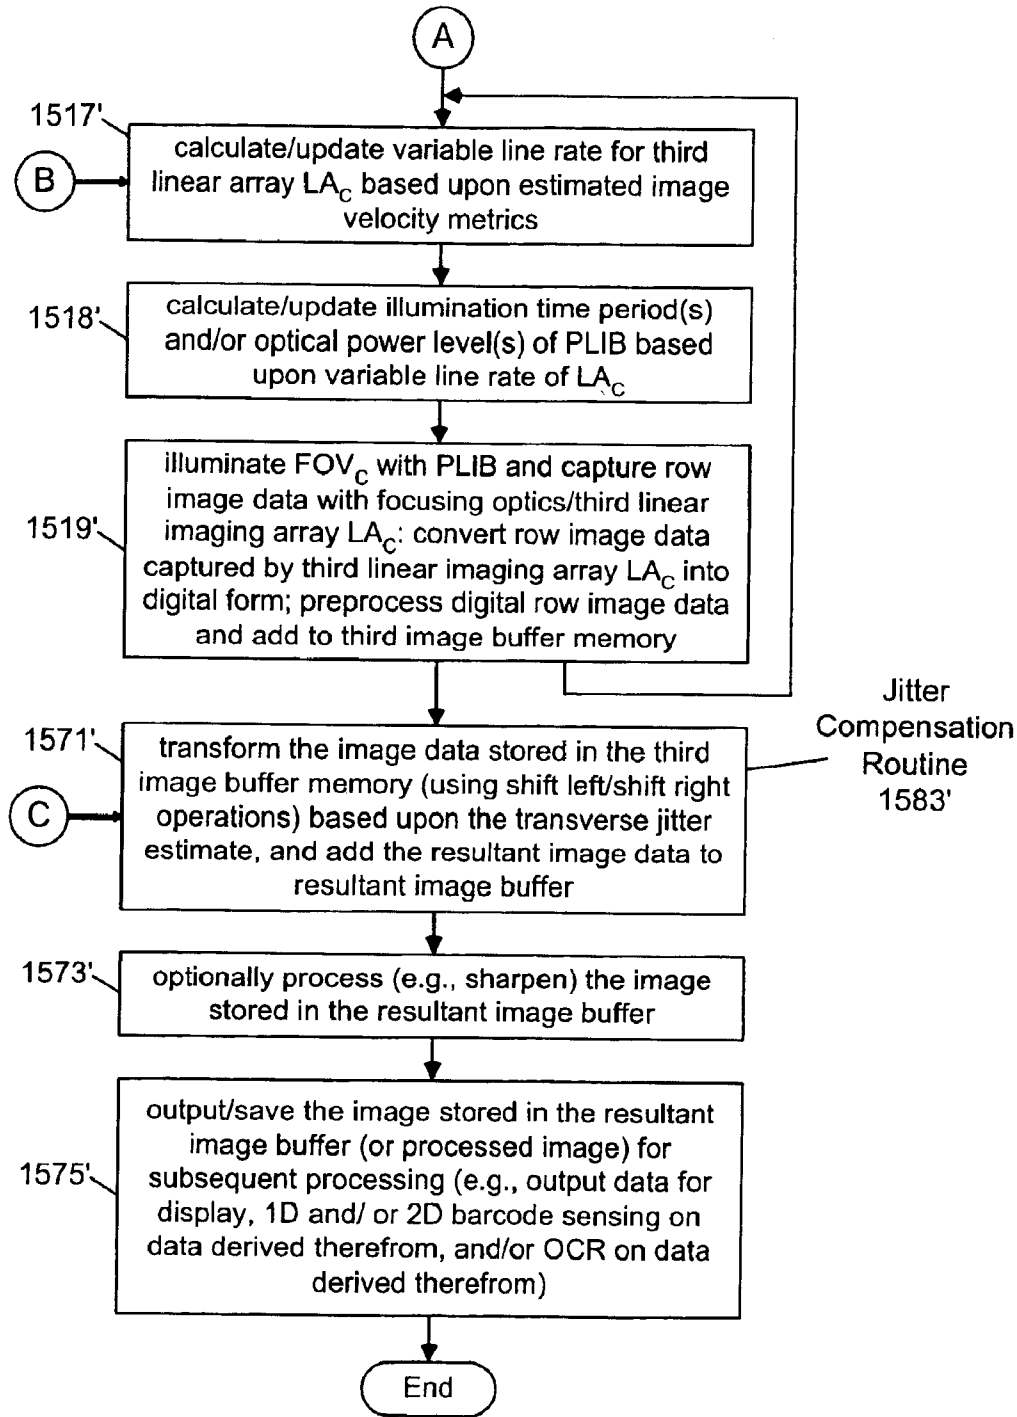 A
1517'
B
calculate/update variable line rate for third
linear array LA_C based upon estimated image
velocity metrics
1518'
calculate/update illumination time period(s)
and/or optical power level(s) of PLIB based
upon variable line rate of LA_C
1519'
illuminate FOV_C with PLIB and capture row
image data with focusing optics/third linear
imaging array LA_C: convert row image data
captured by third linear imaging array LA_C into
digital form; preprocess digital row image data
and add to third image buffer memory
Jitter
Compensation
Routine
1583'
1571'
C
transform the image data stored in the third
image buffer memory (using shift left/shift right
operations) based upon the transverse jitter
estimate, and add the resultant image data to
resultant image buffer
1573'
optionally process (e.g., sharpen) the image
stored in the resultant image buffer
1575'
output/save the image stored in the resultant
image buffer (or processed image) for
subsequent processing (e.g., output data for
display, 1D and/ or 2D barcode sensing on
data derived therefrom, and/or OCR on data
derived therefrom)
End